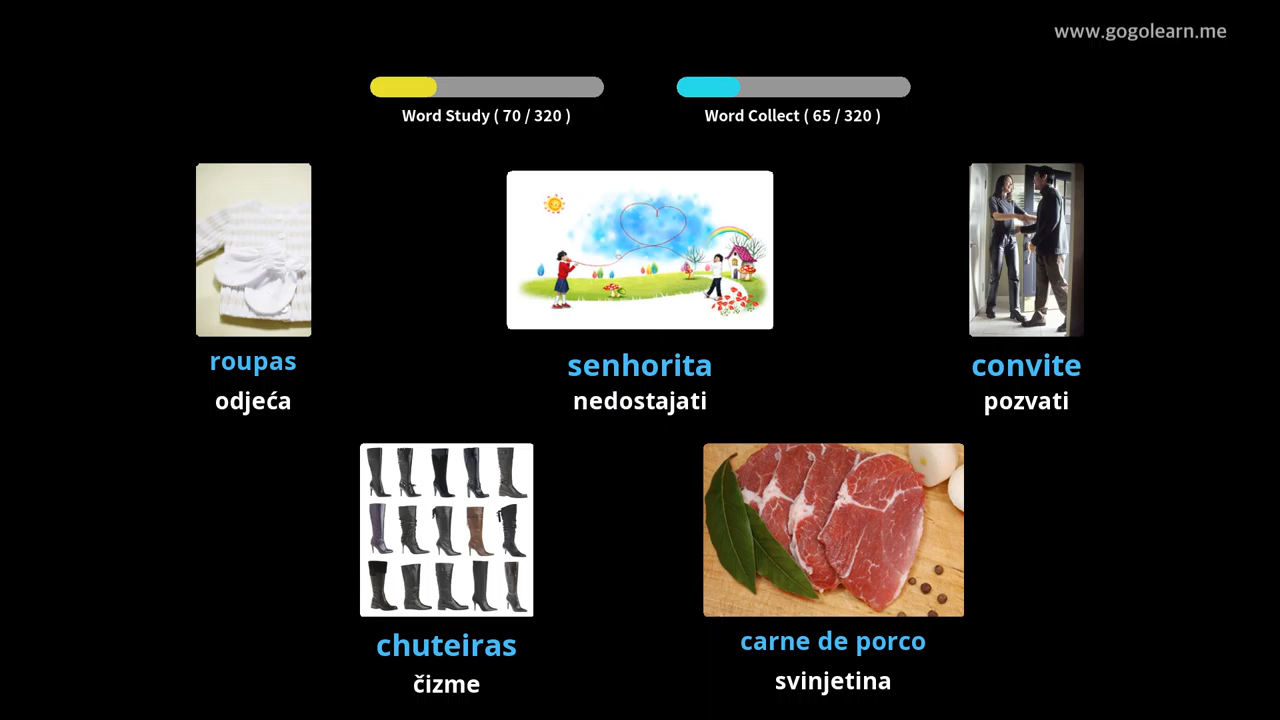 www.gogolearn.me
Word Study ( 70 / 320 )
Word Collect ( 65 / 320 )
roupas
odjeća
senhorita
nedostajati
convite
pozvati
chuteiras
čizme
carne de porco
svinjetina